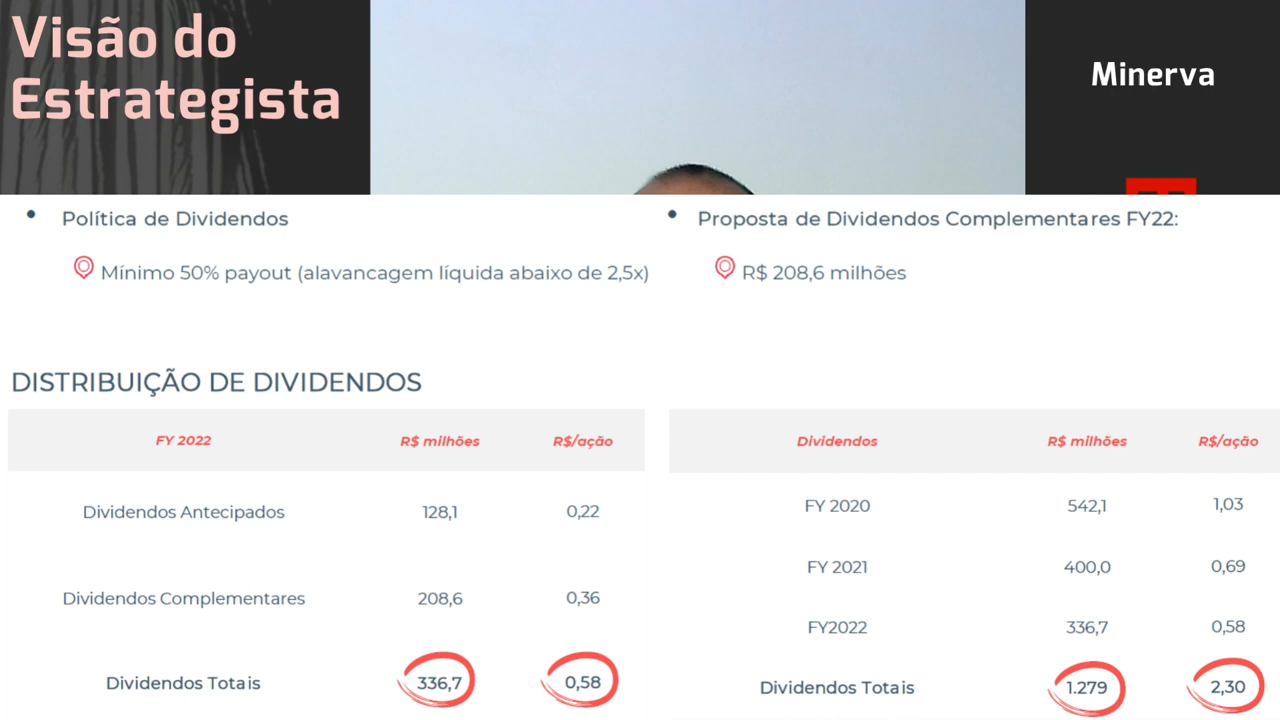 Visão do
Estrategista
Minerva
• Política de Dividendos
Mínimo 50% payout (alavancagem líquida abaixo de 2,5x)
• Proposta de Dividendos Complementares FY22:
R$ 208,6 milhões
DISTRIBUIÇÃO DE DIVIDENDOS
FY 2022 R$ milhões R$/ação
Dividendos Antecipados 128,1 0,22
Dividendos Complementares 208,6 0,36
Dividendos Totais 336,7 0,58
Dividendos R$ milhões R$/ação
FY 2020 542,1 1,03
FY 2021 400,0 0,69
FY2022 336,7 0,58
Dividendos Totais 1.279 2,30